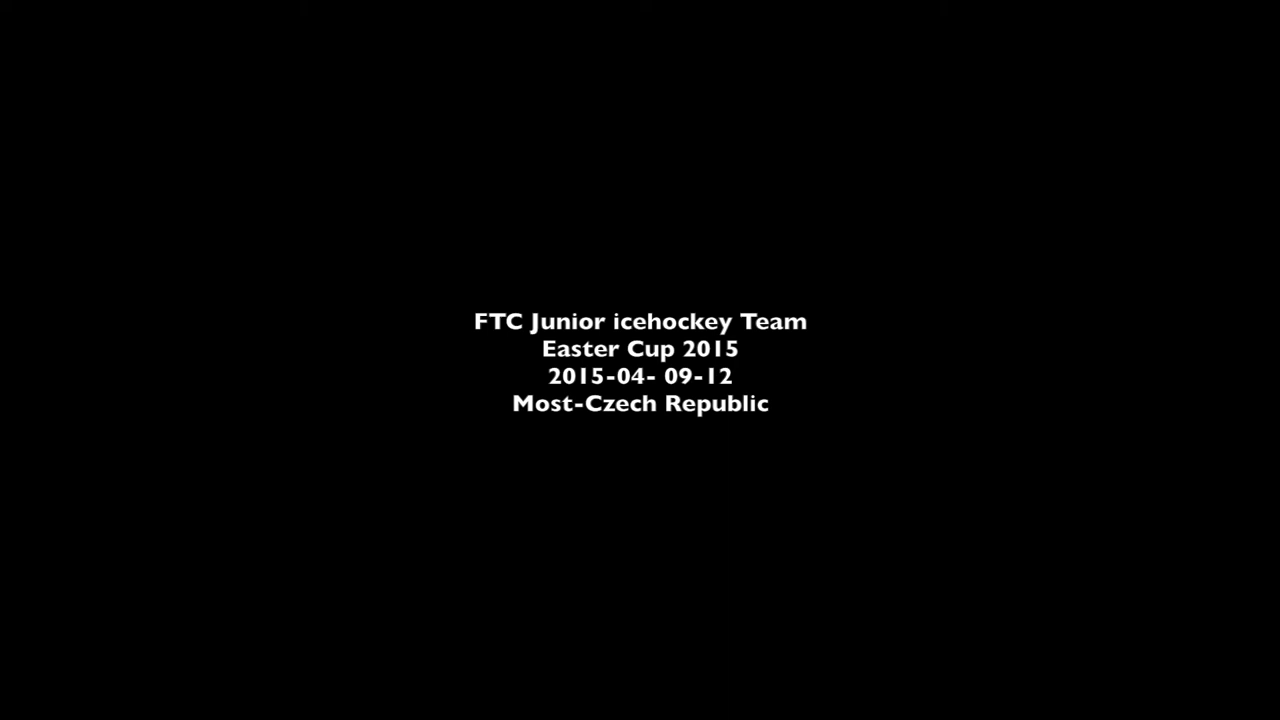 FTC Junior icehockey Team
Easter Cup 2015
2015-04- 09-12
Most-Czech Republic